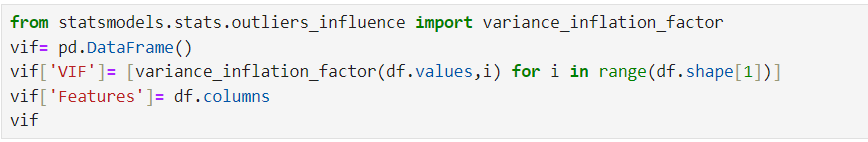 from statsmodels.stats.outliers_influence import variance_inflation_factor
vif= pd.DataFrame()
vif['VIF']= [variance_inflation_factor(df.values,i) for i in range(df.shape[1])]
vif['Features']= df.columns
vif